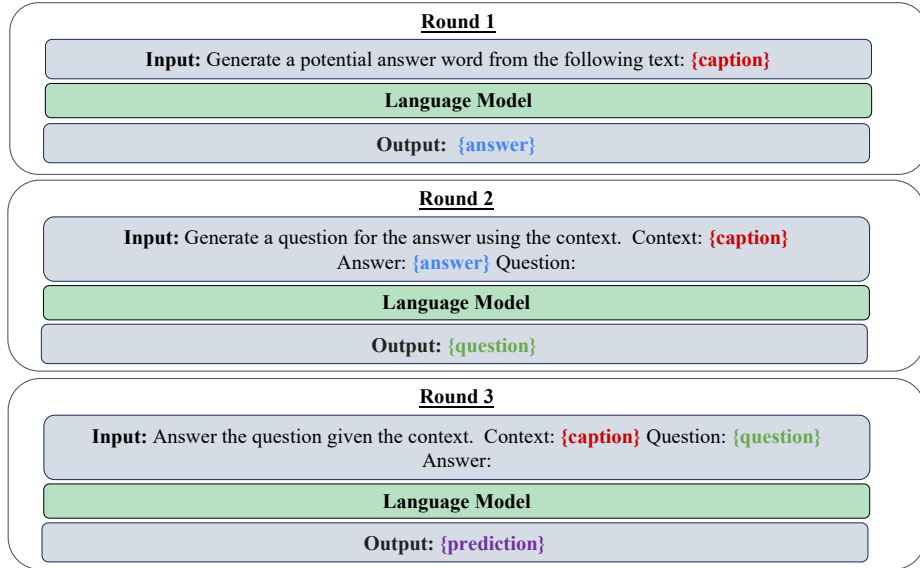 Round 1
Input: Generate a potential answer word from the following text: {caption}
Language Model
Output: {answer}
Round 2
Input: Generate a question for the answer using the context. Context: {caption}
Answer: {answer} Question:
Language Model
Output: {question}
Round 3
Input: Answer the question given the context. Context: {caption} Question: {question}
Answer:
Language Model
Output: {prediction}